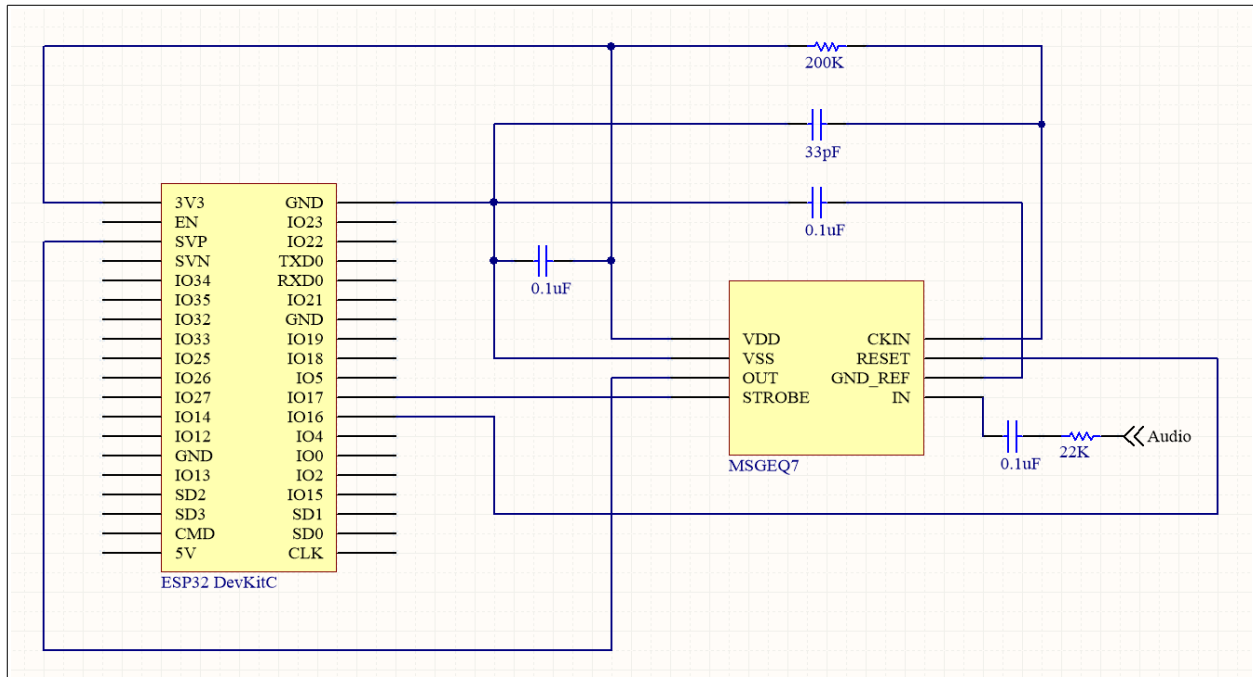 200K
33pF
0.1uF
0.1uF
3V3 GND
EN IO23
SVP IO22
SVN TXD0
IO34 RXD0
IO35 IO21
IO32 GND
IO33 IO19
IO25 IO18
IO26 IO5
IO27 IO17
IO14 IO16
IO12 IO4
GND IO0
IO13 IO2
SD2 IO15
SD3 SD1
CMD SD0
5V CLK
ESP32 DevKitC
VDD CKIN
VSS RESET
OUT GND_REF
STROBE IN
MSGEQ7
0.1uF
22K
Audio